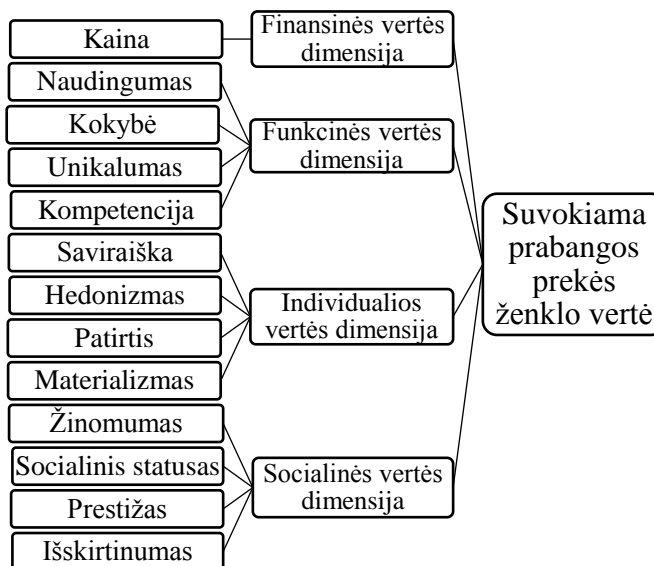 Kaina
Naudingumas
Kokybė
Unikalumas
Kompetencija
Saviraiška
Hedonizmas
Patirtis
Materializmas
Žinomumas
Socialinis statusas
Prestižas
Išskirtinumas
Finansinės vertės
dimensija
Funkcinės vertės
dimensija
Individualios
vertės dimensija
Socialinės vertės
dimensija
Suvokiama
prabangos
prekės
ženklo vertė